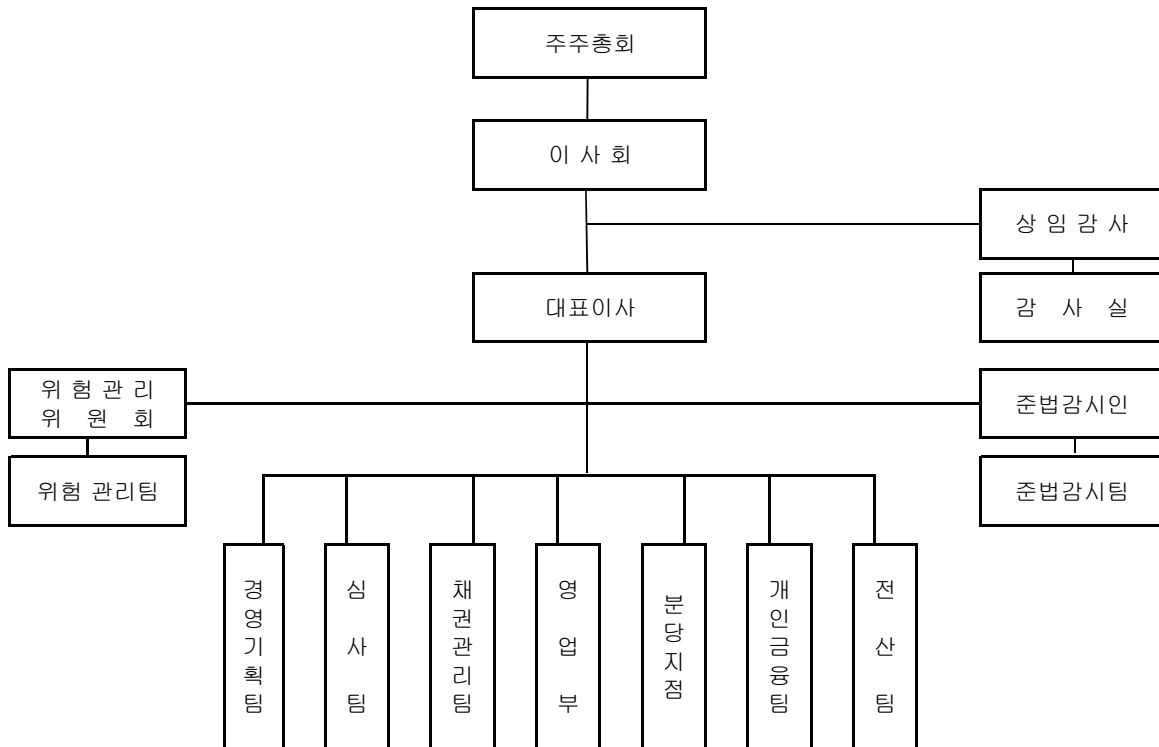 주주총회
이 사 회
상 임 감 사
대표이사
감 사 실
위 험 관 리
위 원 회
준법감시인
위험 관리팀
준법감시팀
경영기획팀
심 사 팀
채권관리팀
영 업 부
분당지점
개인금융팀
전 산 팀